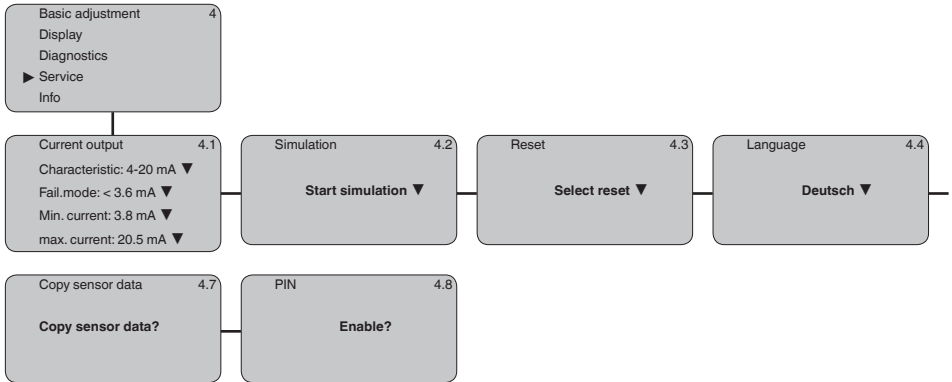 Basic adjustment 4
Display
Diagnostics
▶ Service
Info
Current output 4.1
Characteristic: 4-20 mA ▼
Fail.mode: < 3.6 mA ▼
Min. current: 3.8 mA ▼
max. current: 20.5 mA ▼
Simulation 4.2
Start simulation ▼
Reset 4.3
Select reset ▼
Language 4.4
Deutsch ▼
Copy sensor data 4.7
Copy sensor data?
PIN 4.8
Enable?